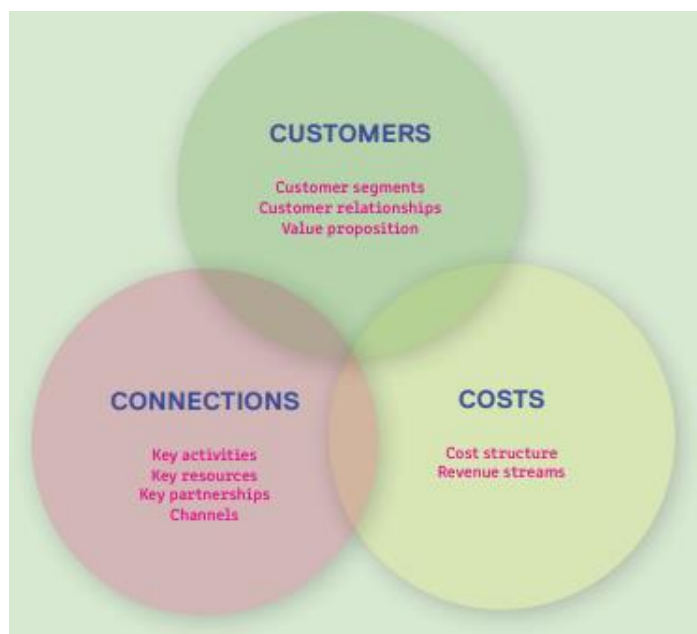 CUSTOMERS
Customer segments
Customer relationships
Value proposition
CONNECTIONS
Key activities
Key resources
Key partnerships
Channels
COSTS
Cost structure
Revenue streams